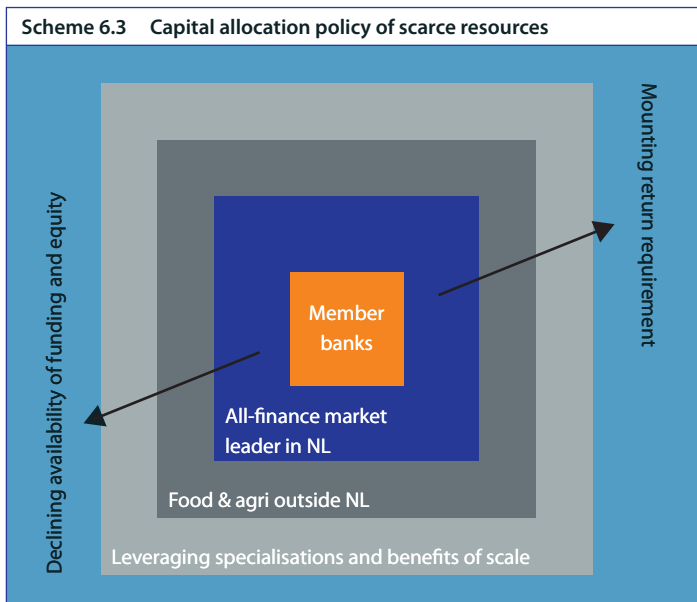 Scheme 6.3 Capital allocation policy of scarce resources
Declining availability of funding and equity
Mounting return requirement
Member
banks
All-finance market
leader in NL
Food & agri outside NL
Leveraging specialisations and benefits of scale